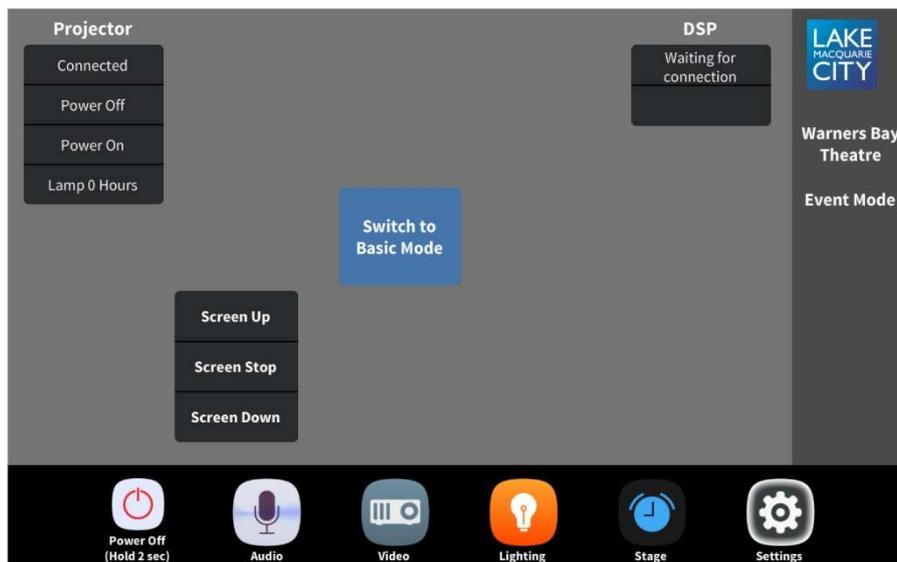 Projector
Connected
Power Off
Power On
Lamp 0 Hours
DSP
Waiting for
connection
LAKE
MACQUARIE
CITY
Warners Bay
Theatre
Event Mode
Switch to
Basic Mode
Screen Up
Screen Stop
Screen Down
Power Off
(Hold 2 sec)
Audio
Video
Lighting
Stage
Settings